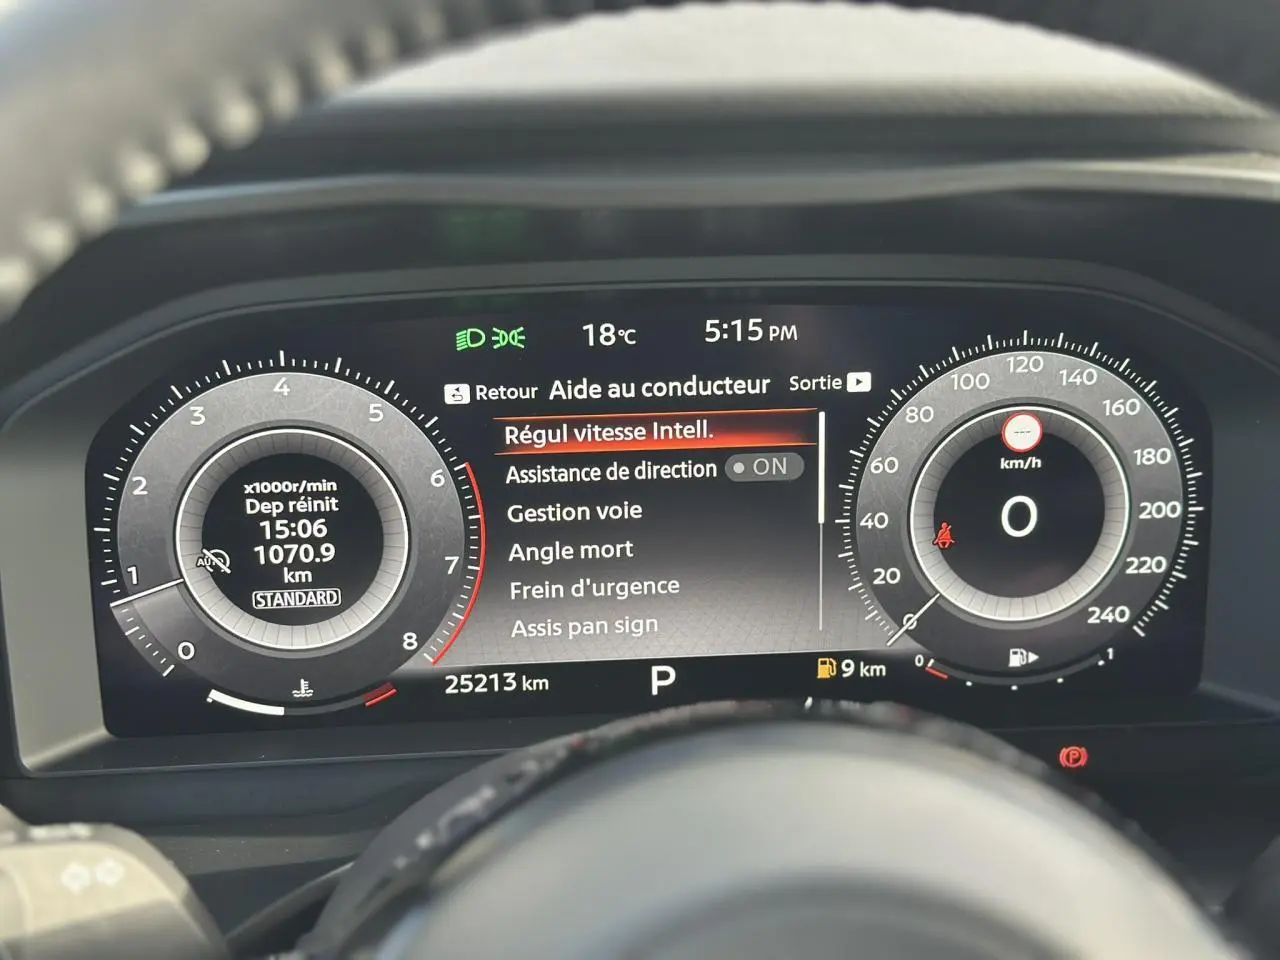 18°C
5:15 PM
Retour Aide au conducteur Sortie
Régul vitesse Intell.
Assistance de direction ON
Gestion voie
Angle mort
Frein d'urgence
Assis pan sign
25213 km
P
9 km
x1000r/min
Dep réinit
15:06
1070.9
km
STANDARD
AUTO
0
1
2
3
4
5
6
7
8
---
km/h
0
0
20
40
60
80
100
120
140
160
180
200
220
240
0
1
P